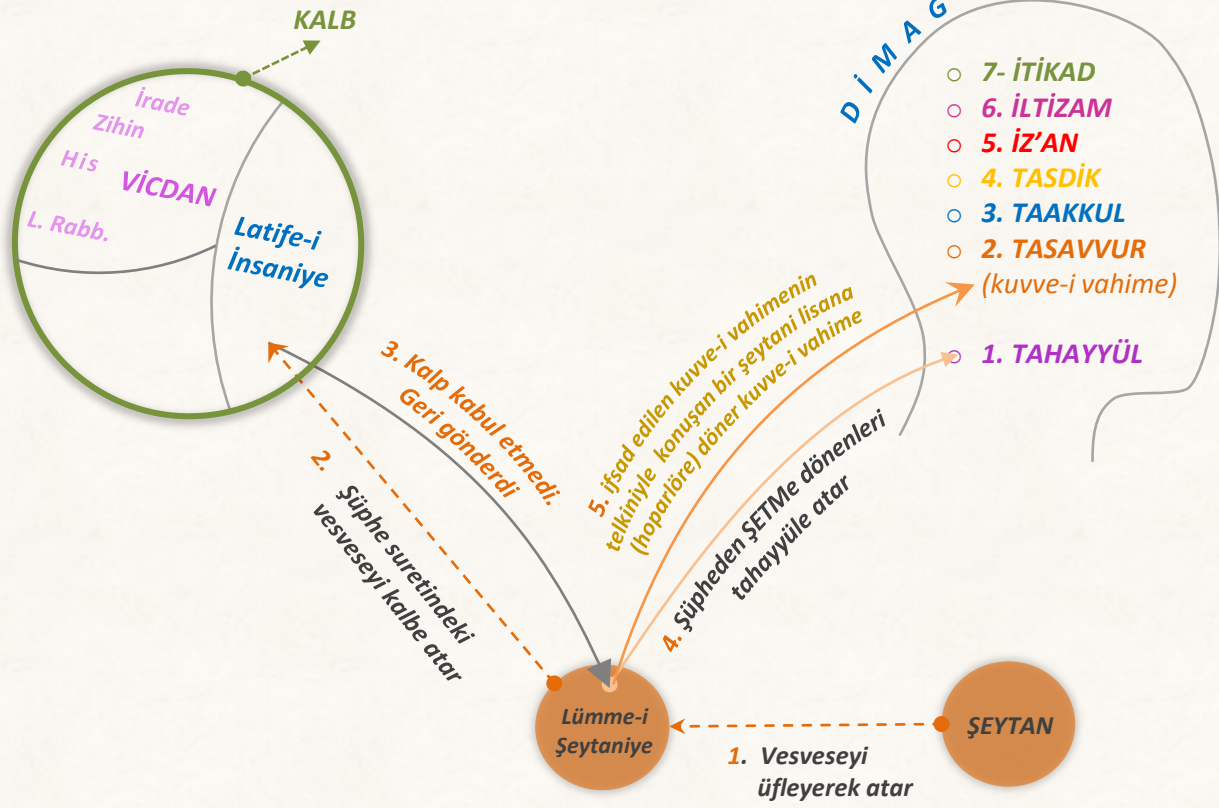 KALB
İrade
Zihin
His
VİCDAN
L. Rabb.
Latife-i
İnsaniye
DİMAG
7- İTİKAD
6. İLTİZAM
5. İZ’AN
4. TASDİK
3. TAAKKUL
2. TASAVVUR
(kuvve-i vahime)
1. TAHAYYÜL
3. Kalp kabul etmedi.
Geri gönderdi
2.
Şüphe suretindeki
vesveseyi kalbe atar
5. ifsad edilen kuvve-i vahimenin
telkiniyle konuşan bir şeytani lisana
(hoparlöre) döner kuvve-i vahime
4. Şüpheden ŞETMe dönenleri
tahayyüle atar
Lümme-i
Şeytaniye
ŞEYTAN
1. Vesveseyi
üfleyerek atar